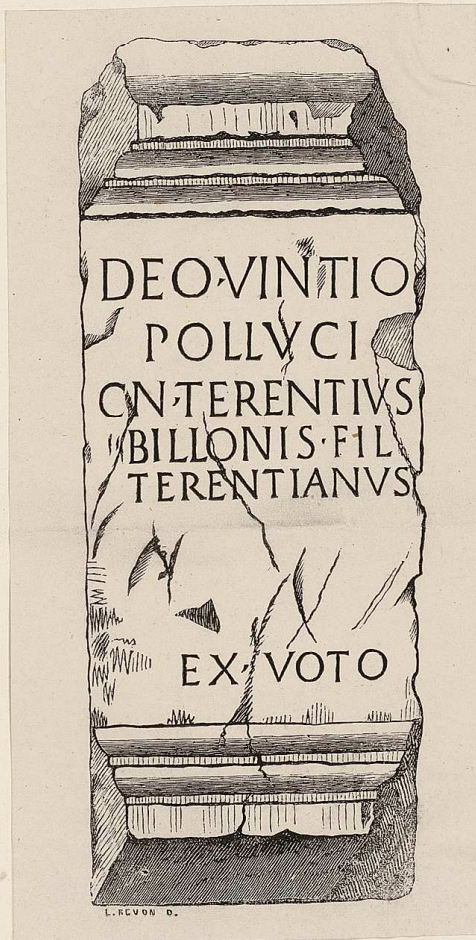 DEO·VINTIO
POLLVCI
CN·TERENTIVS
BILLONIS·FIL
TERENTIANVS
EX·VOTO
L. REVON D.